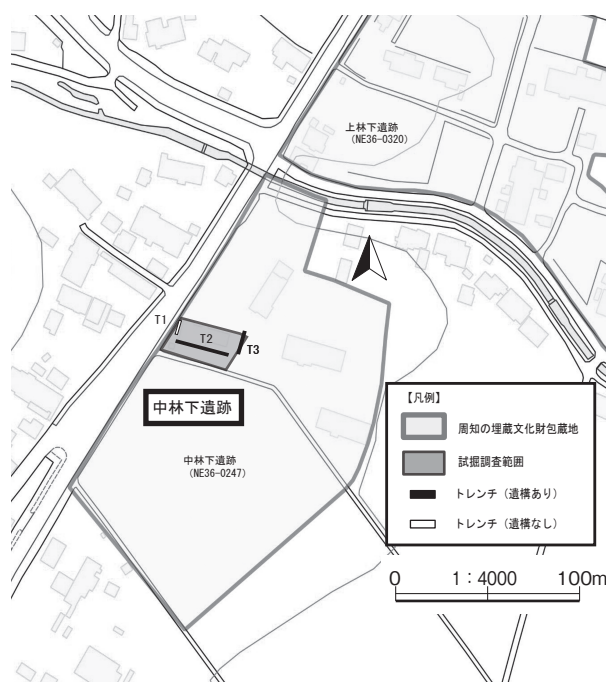 上林下遺跡
(NE36-0320)
T1
T2
T3
中林下遺跡
中林下遺跡
(NE36-0247)
【凡例】
周知の埋蔵文化財包蔵地
試掘調査範囲
トレンチ（遺構あり）
トレンチ（遺構なし）
0 1：4000 100m